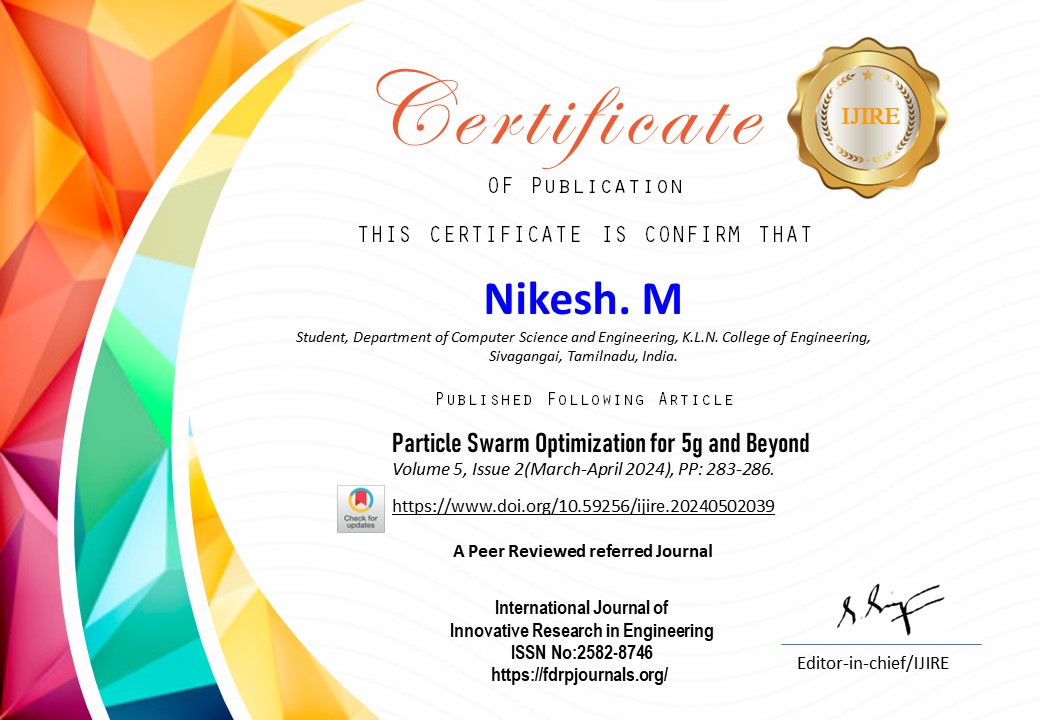 Certificate
IJIRE
OF PUBLICATION
THIS CERTIFICATE IS CONFIRM THAT
Nikesh. M
Student, Department of Computer Science and Engineering, K.L.N. College of Engineering,
Sivagangai, Tamilnadu, India.
PUBLISHED FOLLOWING ARTICLE
Particle Swarm Optimization for 5g and Beyond
Volume 5, Issue 2(March-April 2024), PP: 283-286.
Check for
updates
https://www.doi.org/10.59256/ijire.20240502039
A Peer Reviewed referred Journal
International Journal of
Innovative Research in Engineering
ISSN No:2582-8746
https://fdrpjournals.org/
Editor-in-chief/IJIRE